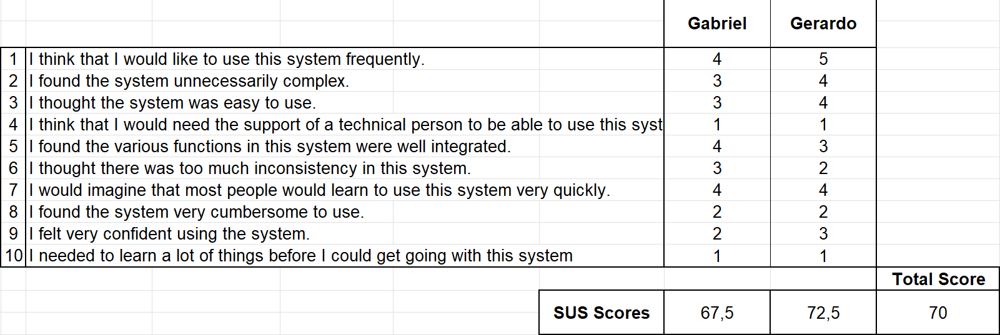 Gabriel Gerardo
1 I think that I would like to use this system frequently. 4 5
2 I found the system unnecessarily complex. 3 4
3 I thought the system was easy to use. 3 4
4 I think that I would need the support of a technical person to be able to use this syst 1 1
5 I found the various functions in this system were well integrated. 4 3
6 I thought there was too much inconsistency in this system. 3 2
7 I would imagine that most people would learn to use this system very quickly. 4 4
8 I found the system very cumbersome to use. 2 2
9 I felt very confident using the system. 2 3
10 I needed to learn a lot of things before I could get going with this system 1 1
Total Score
SUS Scores 67,5 72,5 70